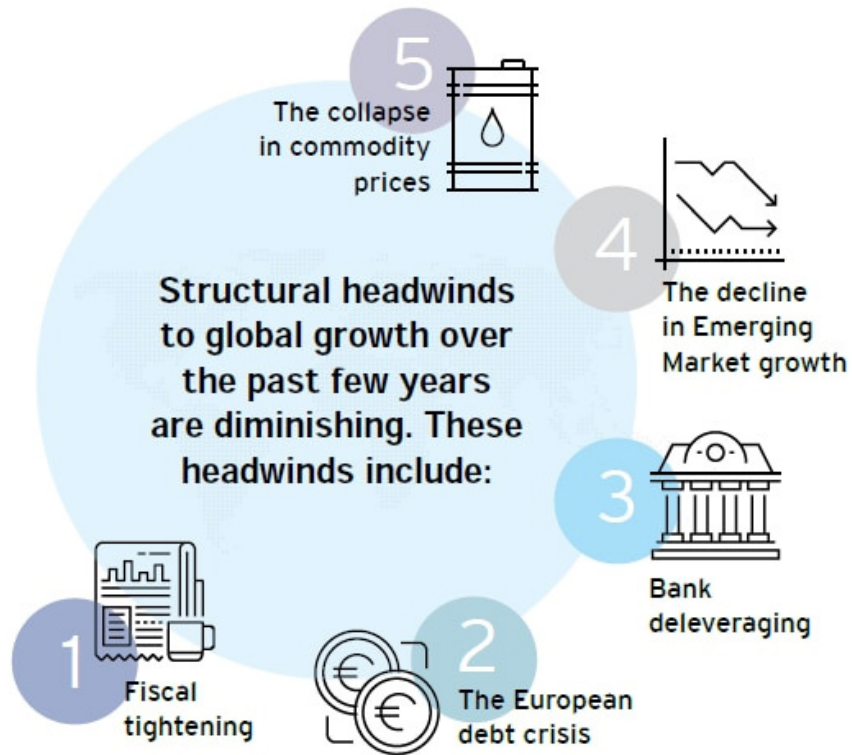 Structural headwinds
to global growth over
the past few years
are diminishing. These
headwinds include:
1
Fiscal
tightening
2
The European
debt crisis
3
Bank
deleveraging
4
The decline
in Emerging
Market growth
5
The collapse
in commodity
prices
€
€